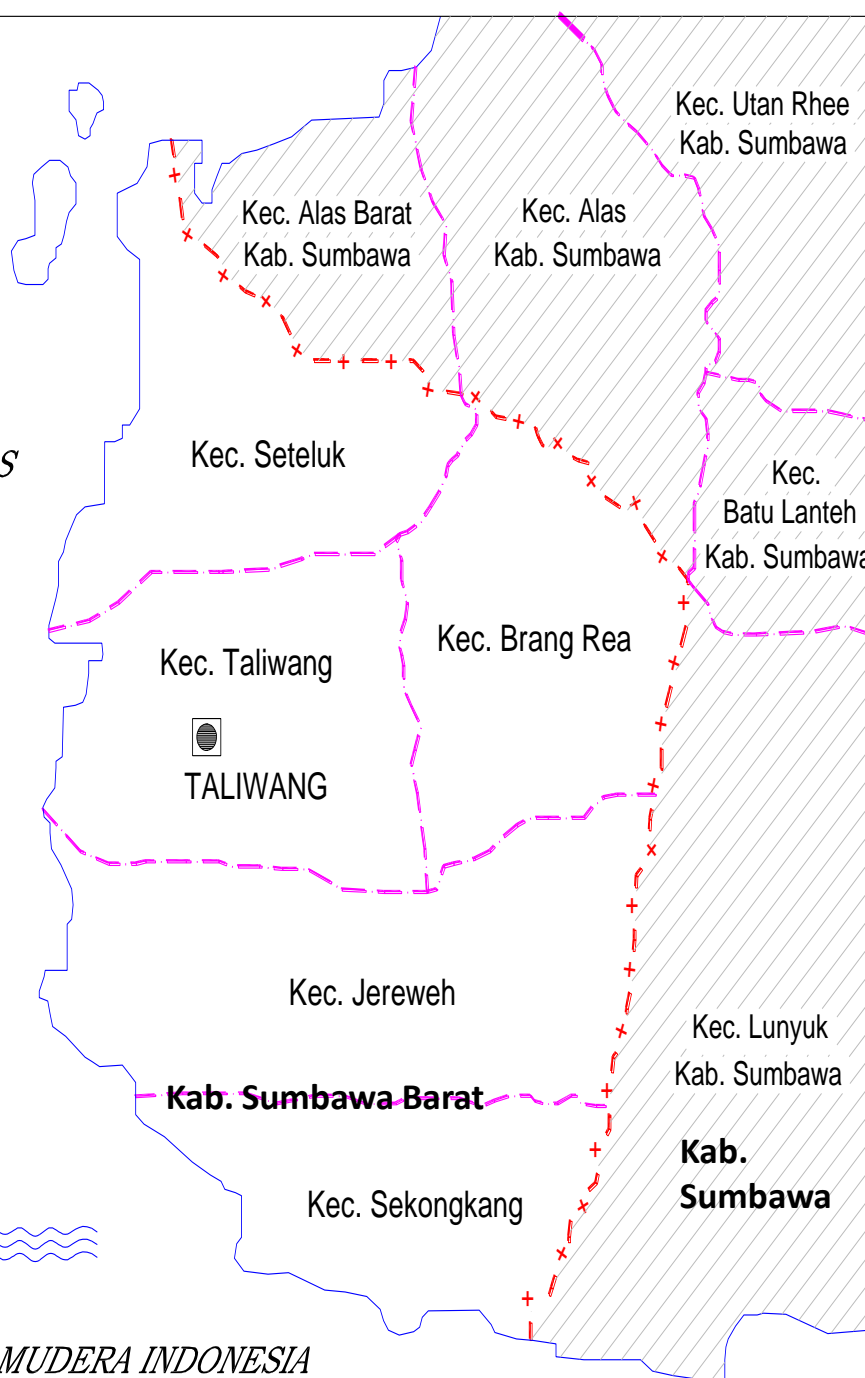 Kec. Utan Rhee
Kab. Sumbawa
Kec. Alas Barat
Kab. Sumbawa
Kec. Alas
Kab. Sumbawa
S
Kec. Seteluk
Kec.
Batu Lanteh
Kab. Sumbawa
Kec. Brang Rea
Kec. Taliwang
TALIWANG
Kec. Jereweh
Kec. Lunyuk
Kab. Sumbawa
Kab. Sumbawa Barat
Kab.
Sumbawa
Kec. Sekongkang
MUDERA INDONESIA